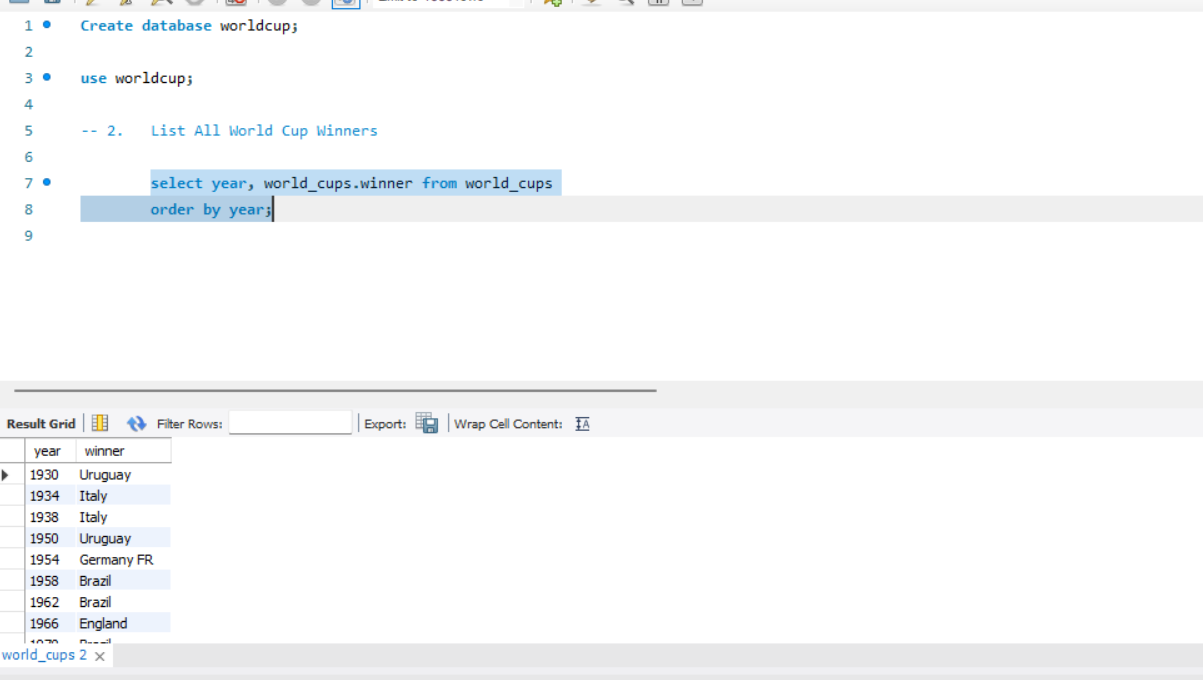 1 Create database worldcup;
2
3 use worldcup;
4
5 -- 2. List All World Cup Winners
6
7 select year, world_cups.winner from world_cups
8 order by year;
9
Result Grid Filter Rows: Export: Wrap Cell Content: IA
year winner
1930 Uruguay
1934 Italy
1938 Italy
1950 Uruguay
1954 Germany FR
1958 Brazil
1962 Brazil
1966 England
1970 Brazil
world_cups 2